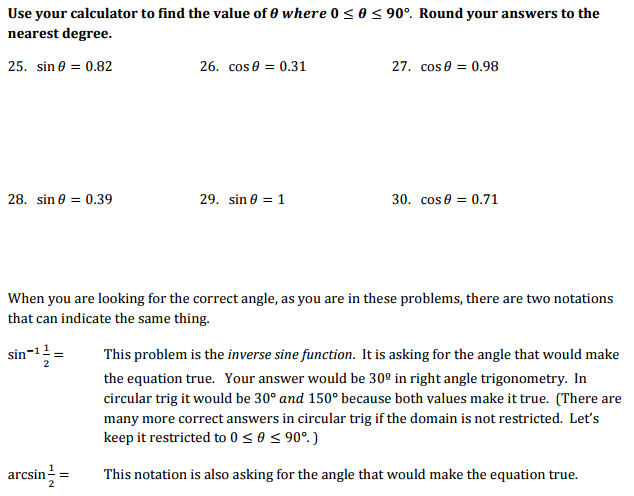 Use your calculator to find the value of θ where 0 ≤ θ ≤ 90°. Round your answers to the
nearest degree.
25. sin θ = 0.82 26. cos θ = 0.31 27. cos θ = 0.98
28. sin θ = 0.39 29. sin θ = 1 30. cos θ = 0.71
When you are looking for the correct angle, as you are in these problems, there are two notations
that can indicate the same thing.
sin⁻¹ 1/2 = This problem is the inverse sine function. It is asking for the angle that would make
the equation true. Your answer would be 30º in right angle trigonometry. In
circular trig it would be 30° and 150° because both values make it true. (There are
many more correct answers in circular trig if the domain is not restricted. Let's
keep it restricted to 0 ≤ θ ≤ 90°.)
arcsin 1/2 = This notation is also asking for the angle that would make the equation true.